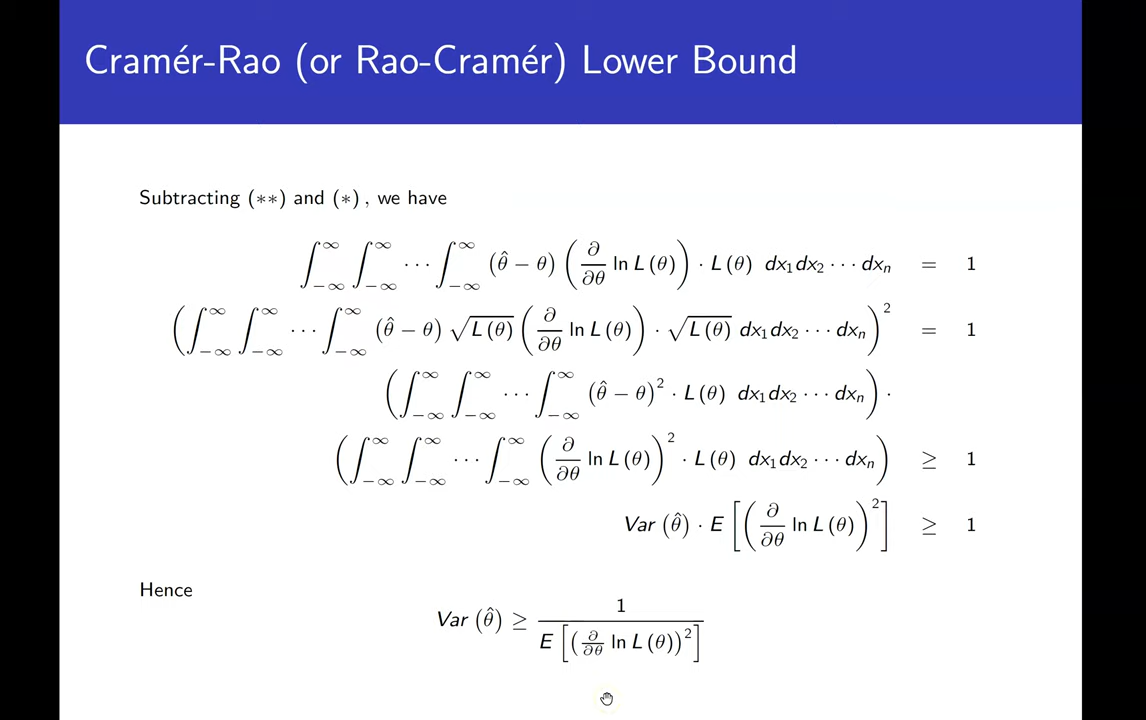 Cramér-Rao (or Rao-Cramér) Lower Bound
Subtracting (∗∗) and (∗) , we have
∫_{−∞}^{∞} ∫_{−∞}^{∞} ⋯ ∫_{−∞}^{∞} (θ̂ − θ) (∂/∂θ ln L (θ)) · L (θ) dx₁dx₂ ⋯ dxₙ = 1
(∫_{−∞}^{∞} ∫_{−∞}^{∞} ⋯ ∫_{−∞}^{∞} (θ̂ − θ) √L (θ) (∂/∂θ ln L (θ)) · √L (θ) dx₁dx₂ ⋯ dxₙ)² = 1
(∫_{−∞}^{∞} ∫_{−∞}^{∞} ⋯ ∫_{−∞}^{∞} (θ̂ − θ)² · L (θ) dx₁dx₂ ⋯ dxₙ) ·
(∫_{−∞}^{∞} ∫_{−∞}^{∞} ⋯ ∫_{−∞}^{∞} (∂/∂θ ln L (θ))² · L (θ) dx₁dx₂ ⋯ dxₙ) ≥ 1
Var (θ̂) · E [(∂/∂θ ln L (θ))²] ≥ 1
Hence
Var (θ̂) ≥ 1 / E [(∂/∂θ ln L (θ))²]